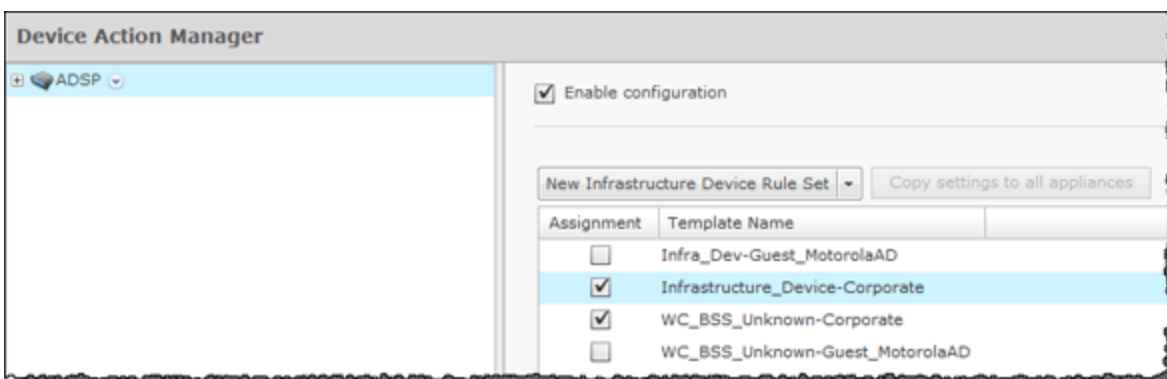 Device Action Manager
ADSP
Enable configuration
New Infrastructure Device Rule Set
Copy settings to all appliances
Assignment
Template Name
Infra_Dev-Guest_MotorolaAD
Infrastructure_Device-Corporate
WC_BSS_Unknown-Corporate
WC_BSS_Unknown-Guest_MotorolaAD